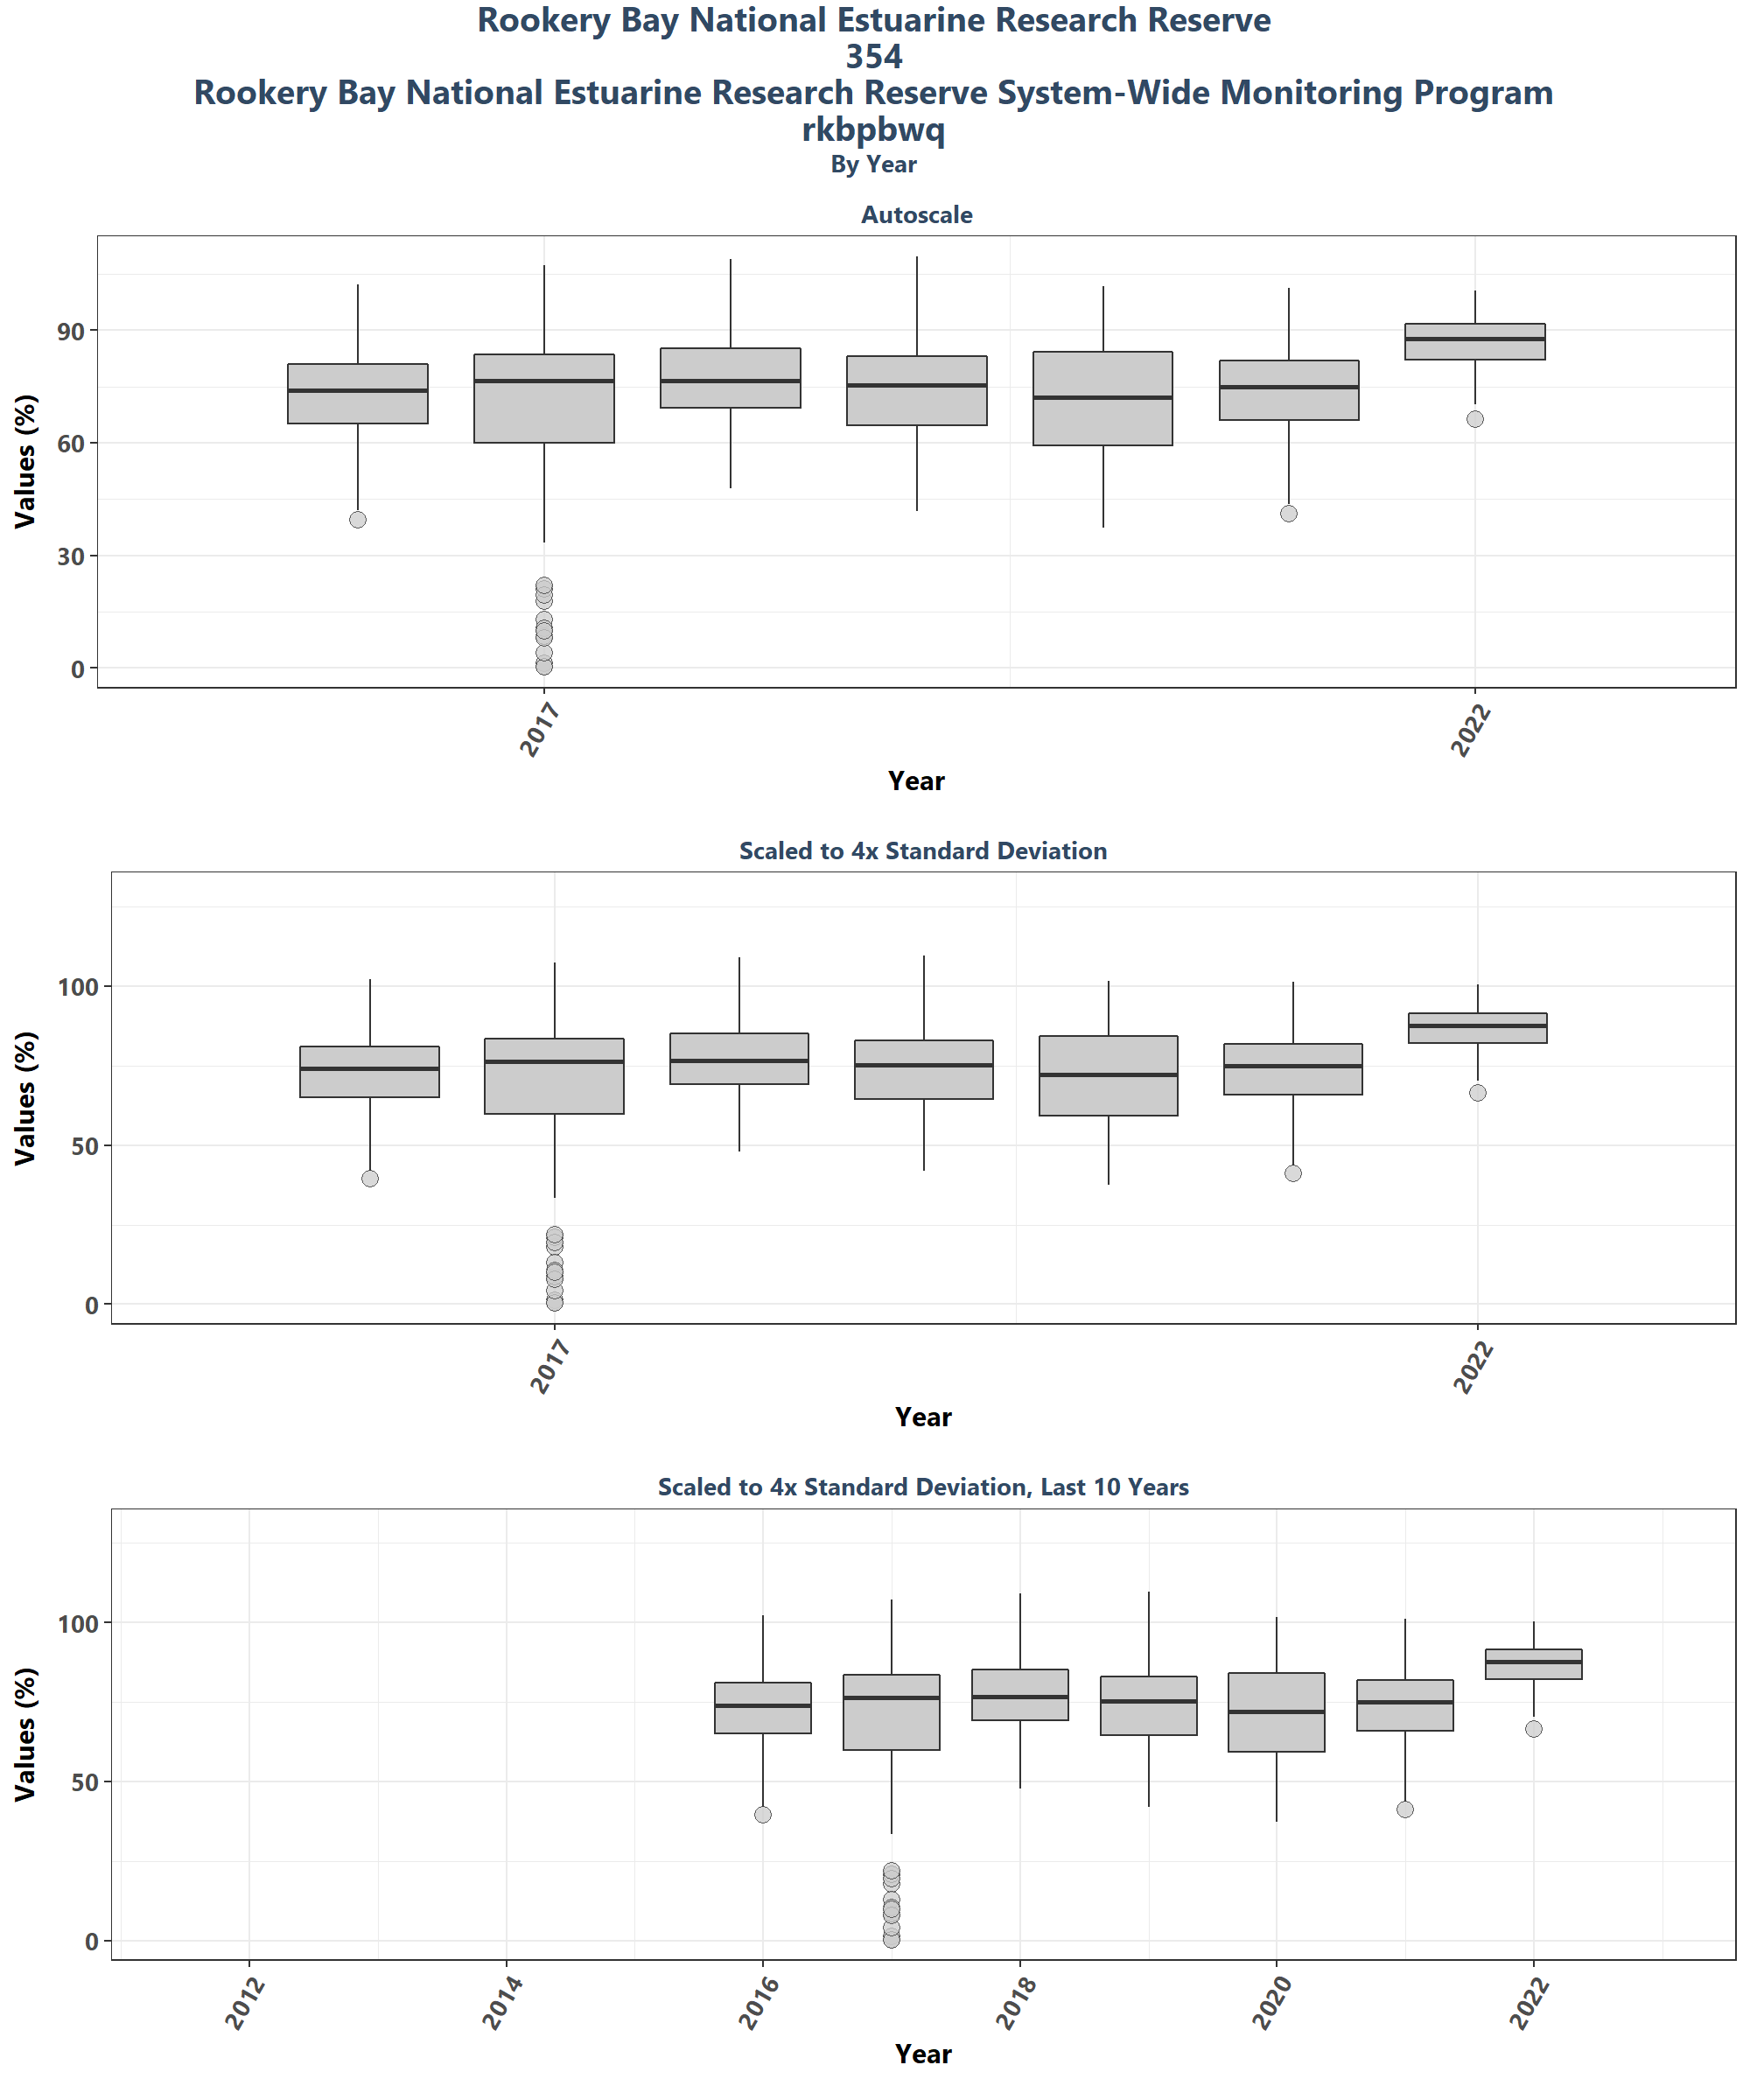 Rookery Bay National Estuarine Research Reserve
354
Rookery Bay National Estuarine Research Reserve System-Wide Monitoring Program
rkbpbwq
By Year
Autoscale
Values (%)
90
60
30
0
2017
2022
Year
Scaled to 4x Standard Deviation
Values (%)
100
50
0
2017
2022
Year
Scaled to 4x Standard Deviation, Last 10 Years
Values (%)
100
50
0
2012
2014
2016
2018
2020
2022
Year